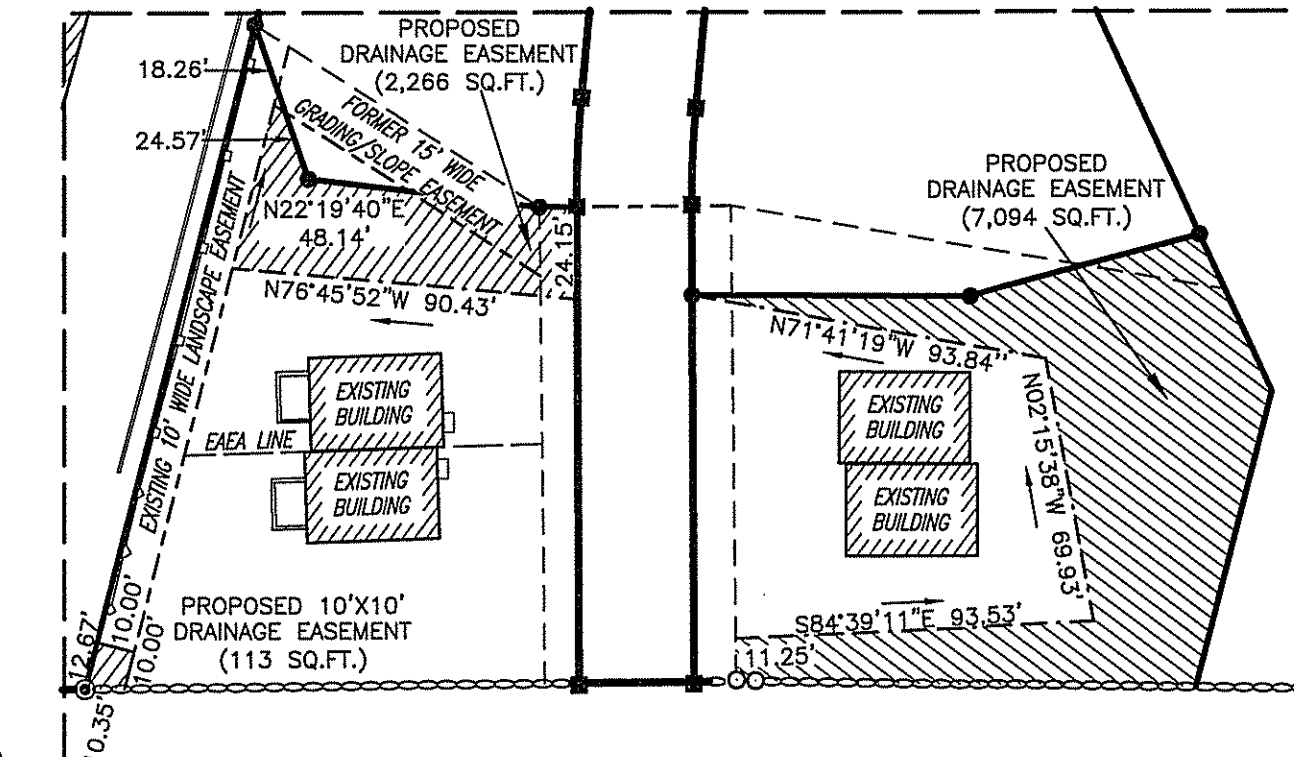 PROPOSED
DRAINAGE EASEMENT
(2,266 SQ.FT.)
18.26'
24.57'
FORMER 15' WIDE
GRADING/SLOPE EASEMENT
N22°19'40"E
48.14'
24.15'
N76°45'52"W 90.43'
EXISTING 10' WIDE LANDSCAPE EASEMENT
EXISTING
BUILDING
EAEA LINE
EXISTING
BUILDING
PROPOSED 10'X10'
DRAINAGE EASEMENT
(113 SQ.FT.)
12.67'
10.00'
10.00'
0.35'
PROPOSED
DRAINAGE EASEMENT
(7,094 SQ.FT.)
N71°41'19"W 93.84'
N02°15'38"W 69.93'
EXISTING
BUILDING
EXISTING
BUILDING
S84°39'11"E 93.53'
11.25'